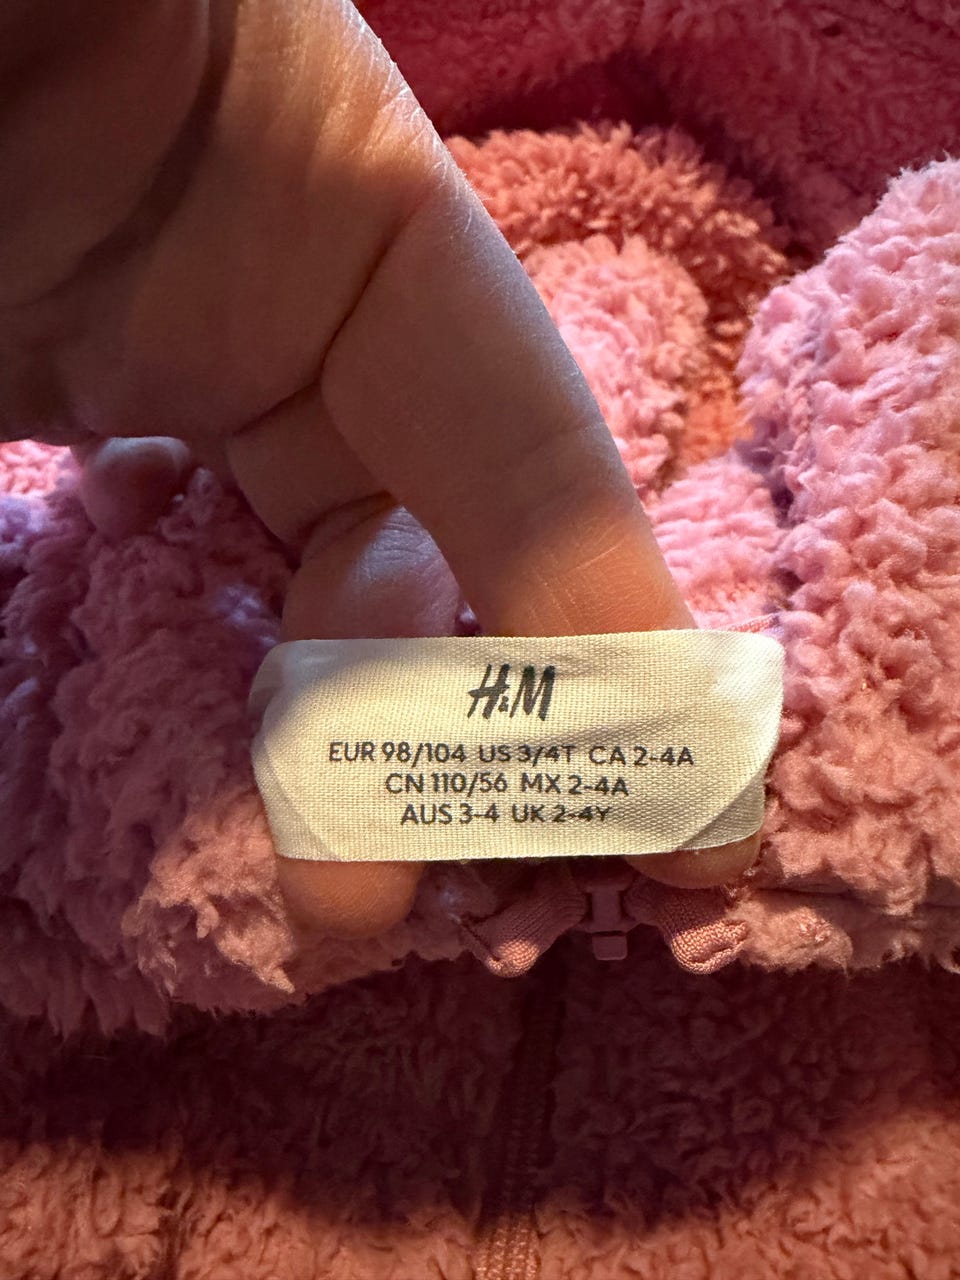 H&M
EUR 98/104 US 3/4T CA 2-4A
CN 110/56 MX 2-4A
AUS 3-4 UK 2-4Y